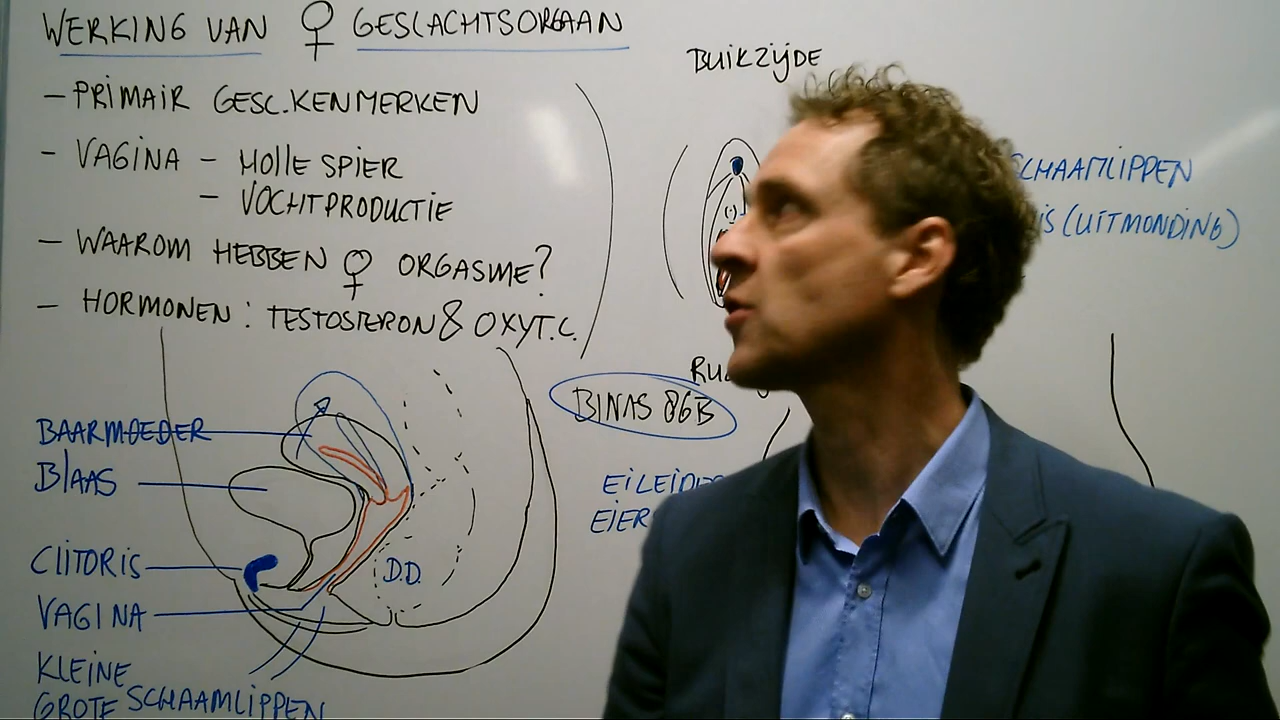 WERKING VAN ♀ GESLACHTSORGAAN
- PRIMAIR GESC.KENMERKEN
- VAGINA - HOLLE SPIER
- VOCHTPRODUCTIE
- WAAROM HEBBEN ♀ ORGASME?
- HORMONEN: TESTOSTERON & OXYT.C.
BAARMOEDER
BLAAS
CLITORIS
VAGINA
KLEINE
GROTE SCHAAMLIPPEN
D.D.
BUIKZIJDE
SCHAAMLIPPEN
(UITMONDING)
BINAS 86B